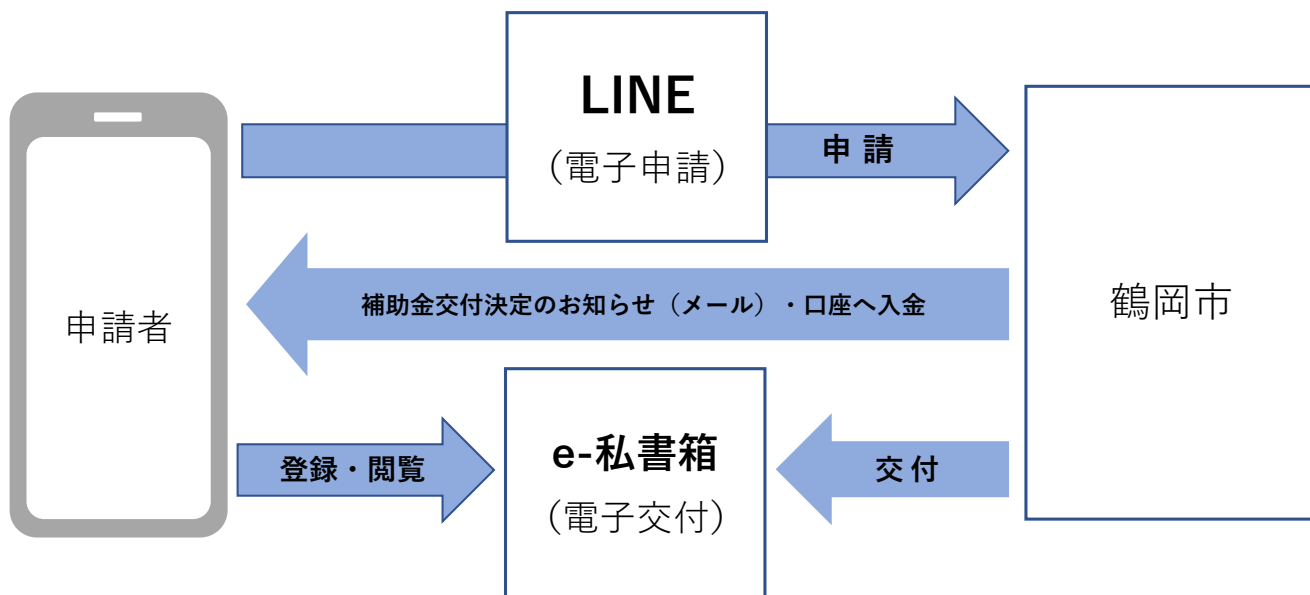 LINE
（電子申請）
申 請
申請者
補助金交付決定のお知らせ（メール）・口座へ入金
鶴岡市
登録・閲覧
e-私書箱
（電子交付）
交 付